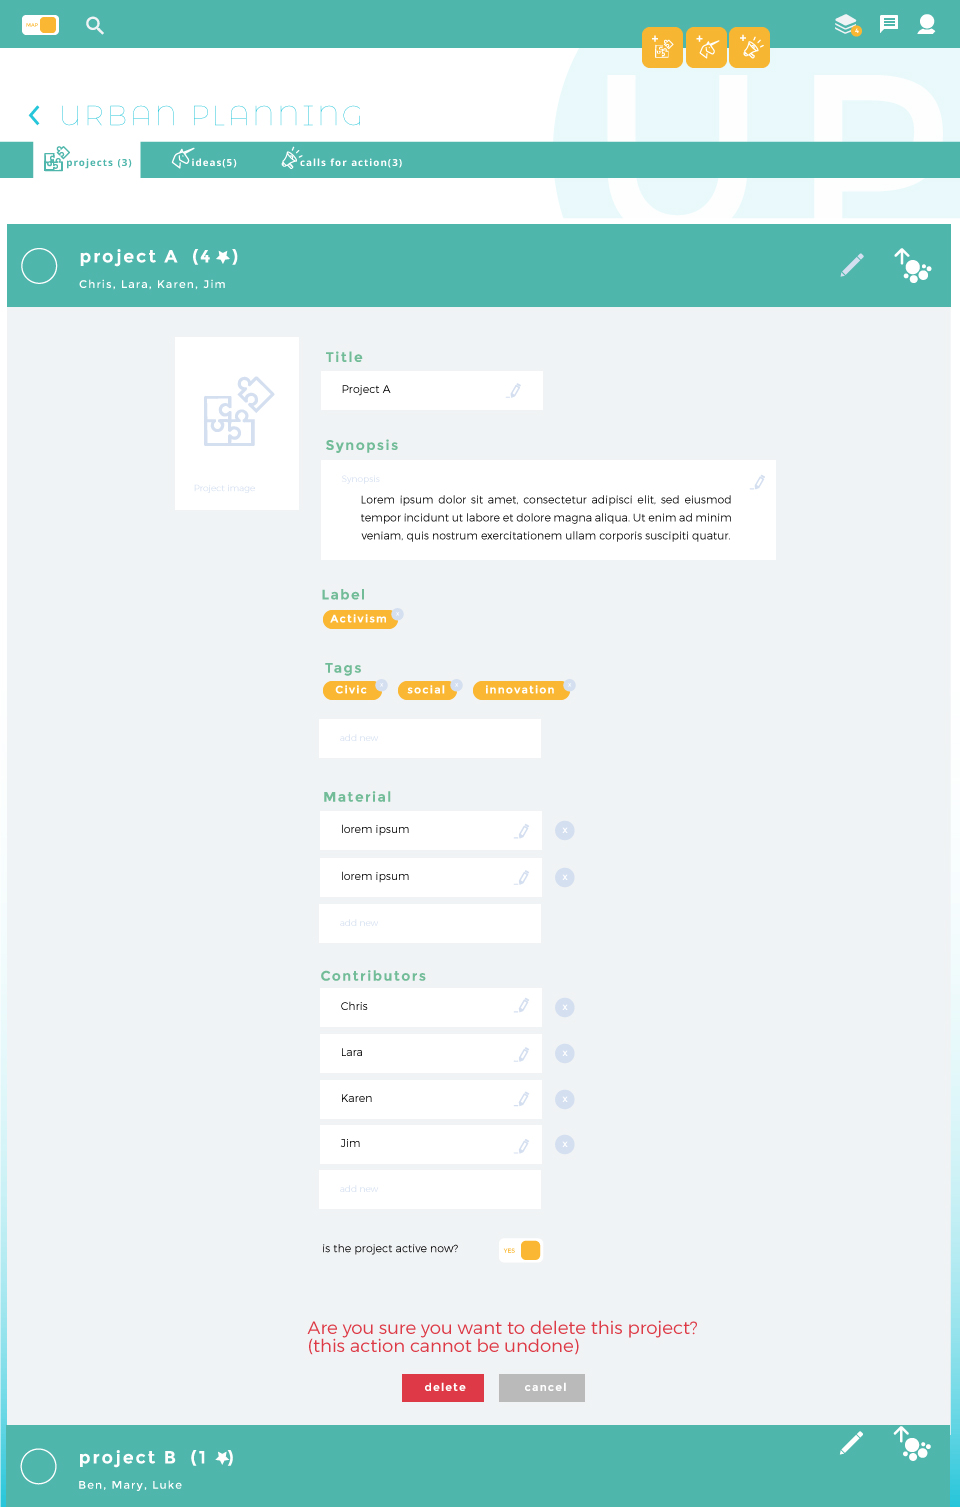 MAP
4
UP
URBAN PLANNING
projects (3)
ideas(5)
calls for action(3)
project A (4 ★)
Chris, Lara, Karen, Jim
Project image
Title
Project A
Synopsis
Synopsis
Lorem ipsum dolor sit amet, consectetur adipisci elit, sed eiusmod
tempor incidunt ut labore et dolore magna aliqua. Ut enim ad minim
veniam, quis nostrum exercitationem ullam corporis suscipiti quatur.
Label
Activism x
Tags
Civic x social x innovation x
add new
Material
lorem ipsum x
lorem ipsum x
add new
Contributors
Chris x
Lara x
Karen x
Jim x
add new
is the project active now? YES
Are you sure you want to delete this project?
(this action cannot be undone)
delete cancel
project B (1 ★)
Ben, Mary, Luke